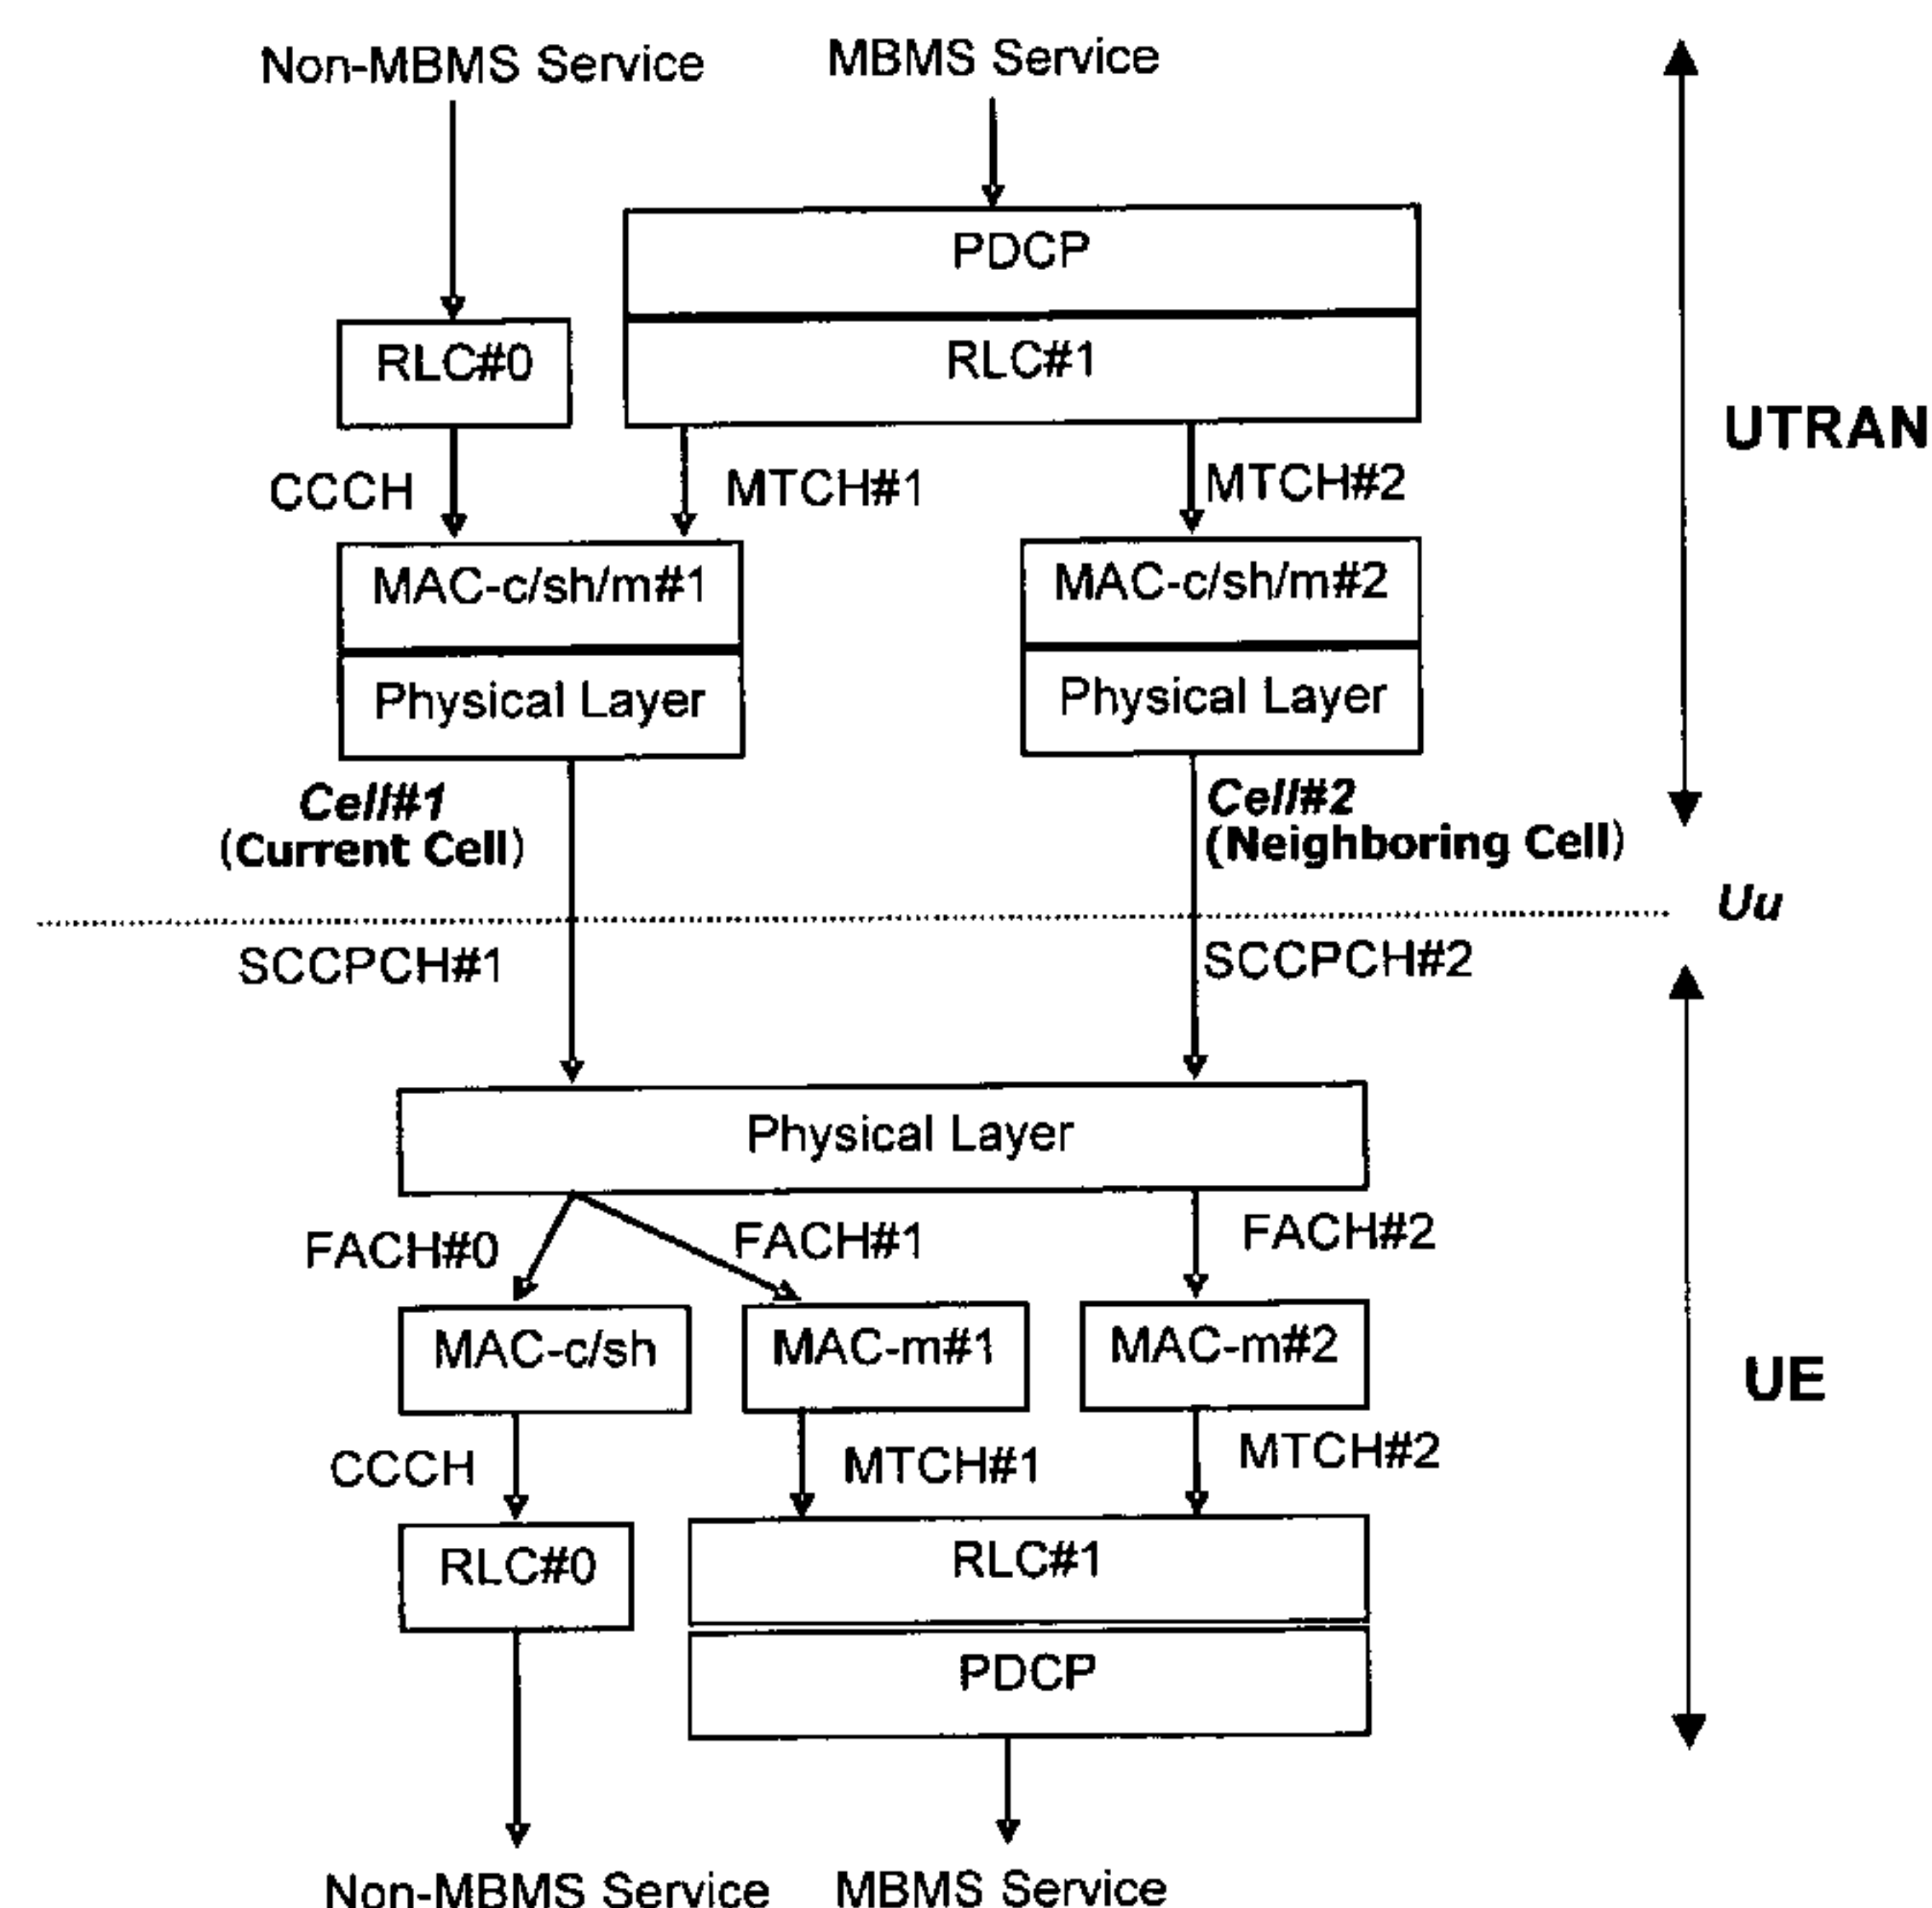 Non-MBMS Service
MBMS Service
PDCP
RLC#0
RLC#1
UTRAN
CCCH
MTCH#1
MTCH#2
MAC-c/sh/m#1
MAC-c/sh/m#2
Physical Layer
Physical Layer
Cell#1
(Current Cell)
Cell#2
(Neighboring Cell)
Uu
SCCPCH#1
SCCPCH#2
Physical Layer
FACH#0
FACH#1
FACH#2
MAC-c/sh
MAC-m#1
MAC-m#2
UE
CCCH
MTCH#1
MTCH#2
RLC#0
RLC#1
PDCP
Non-MBMS Service
MBMS Service